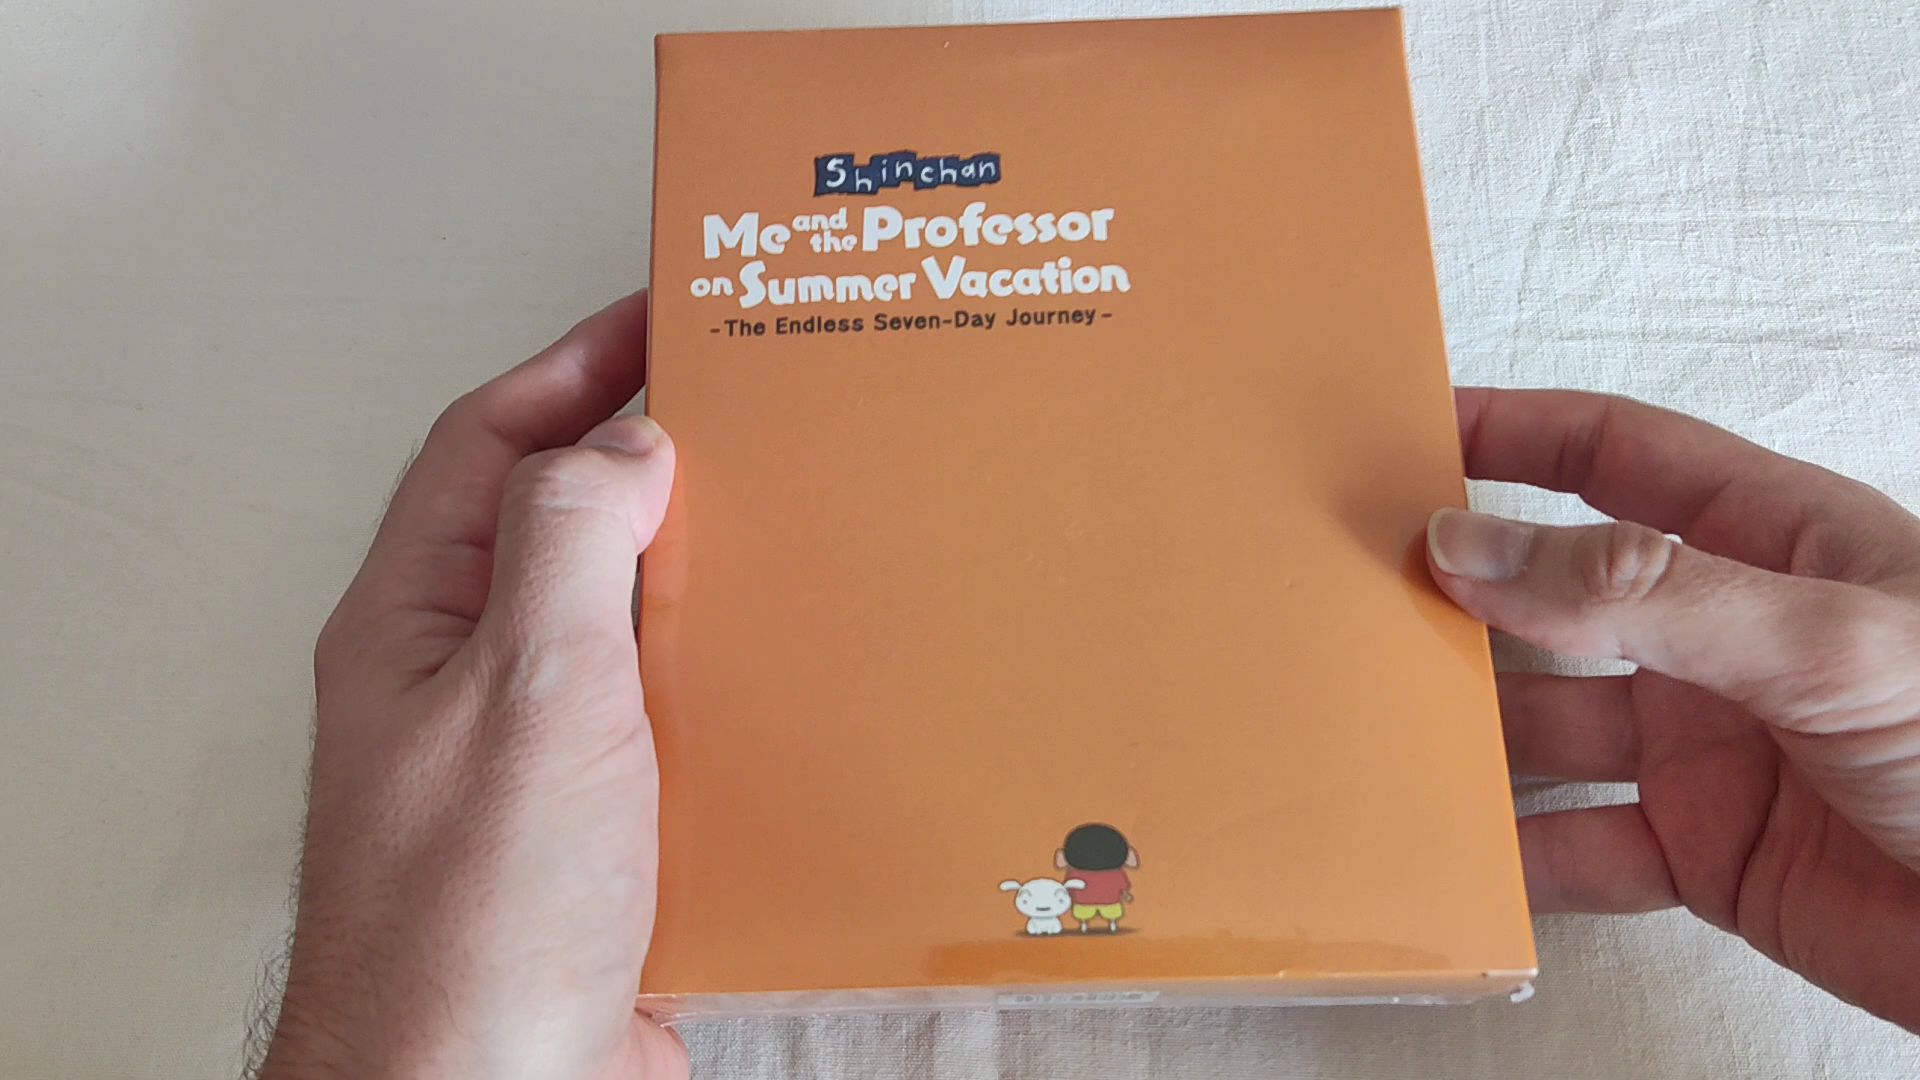 Shinchan
Me and the Professor
on Summer Vacation
-The Endless Seven-Day Journey-